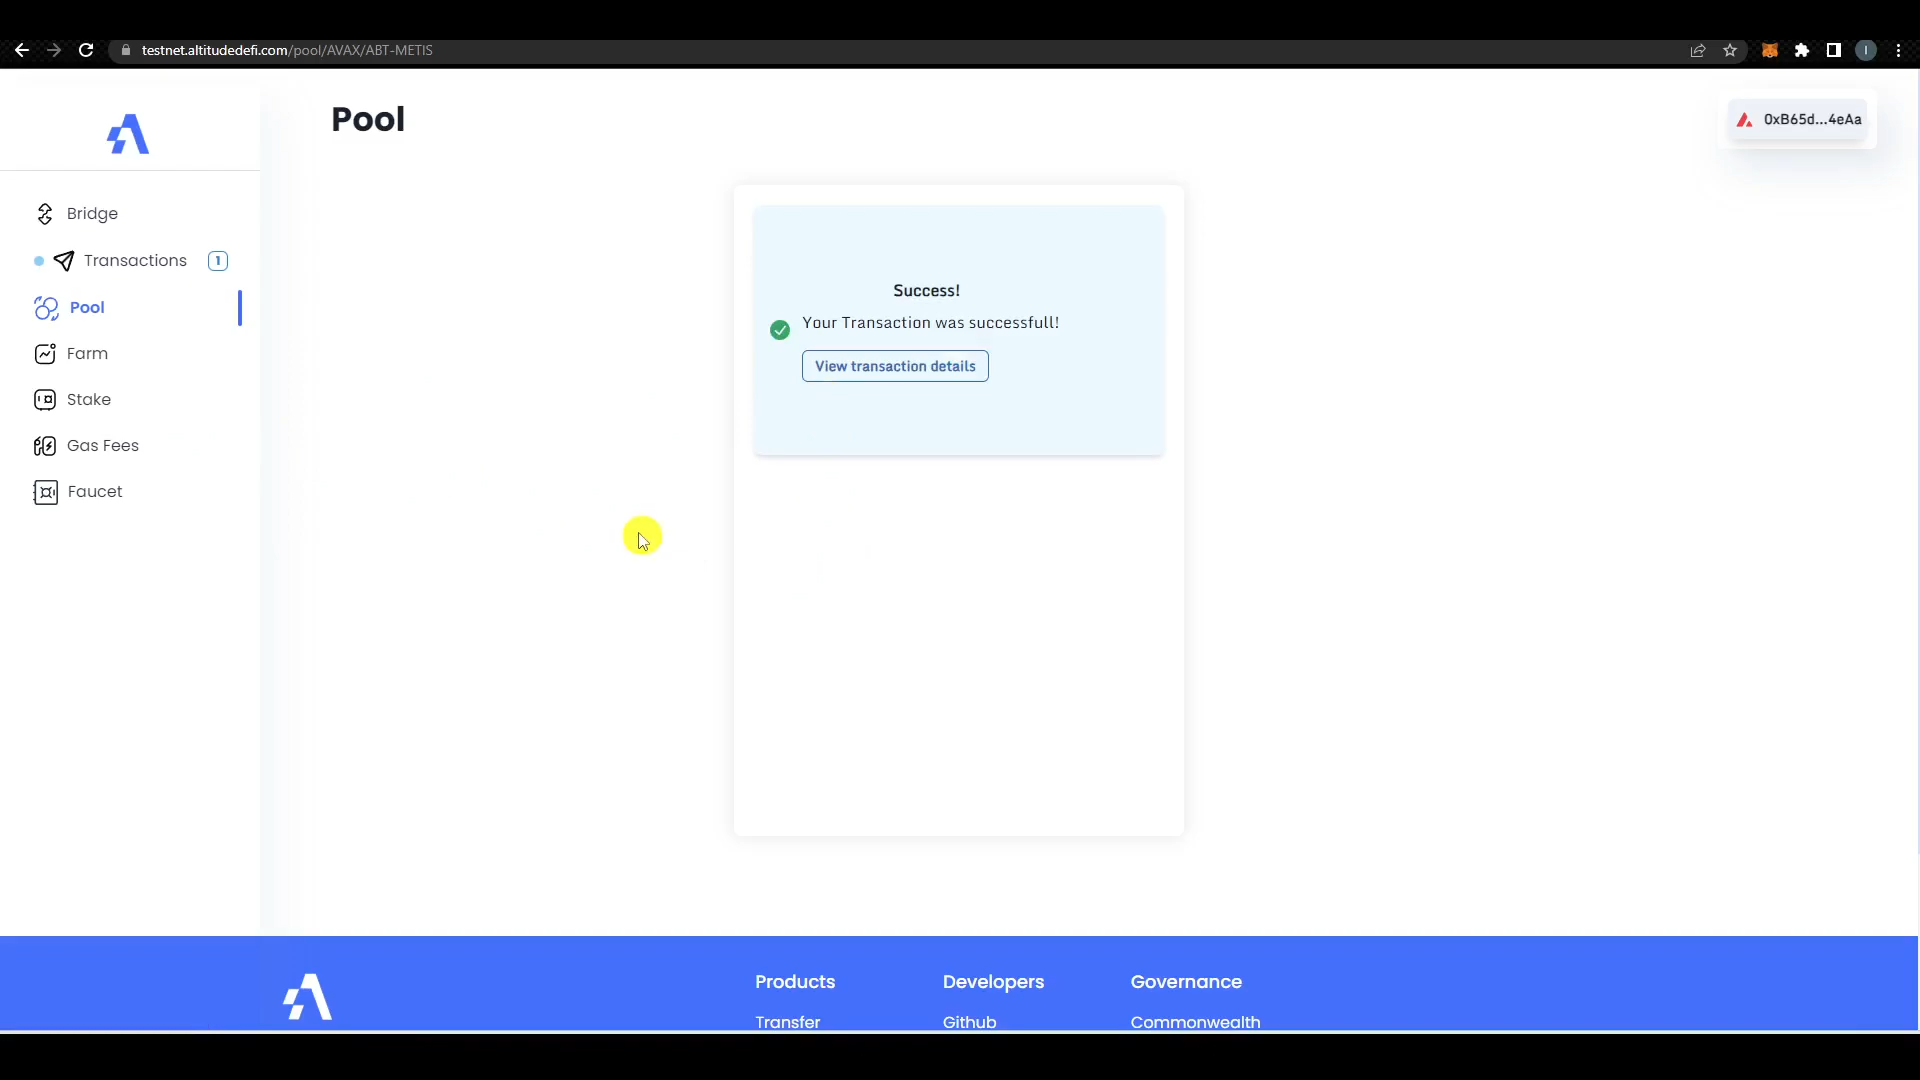 testnet.altitudedefi.com/pool/AVAX/ABT-METIS
I
Pool
0xB65d...4eAa
Bridge
Transactions 1
Pool
Farm
Stake
Gas Fees
Faucet
Success!
Your Transaction was successfull!
View transaction details
Products Developers Governance
Transfer Github Commonwealth